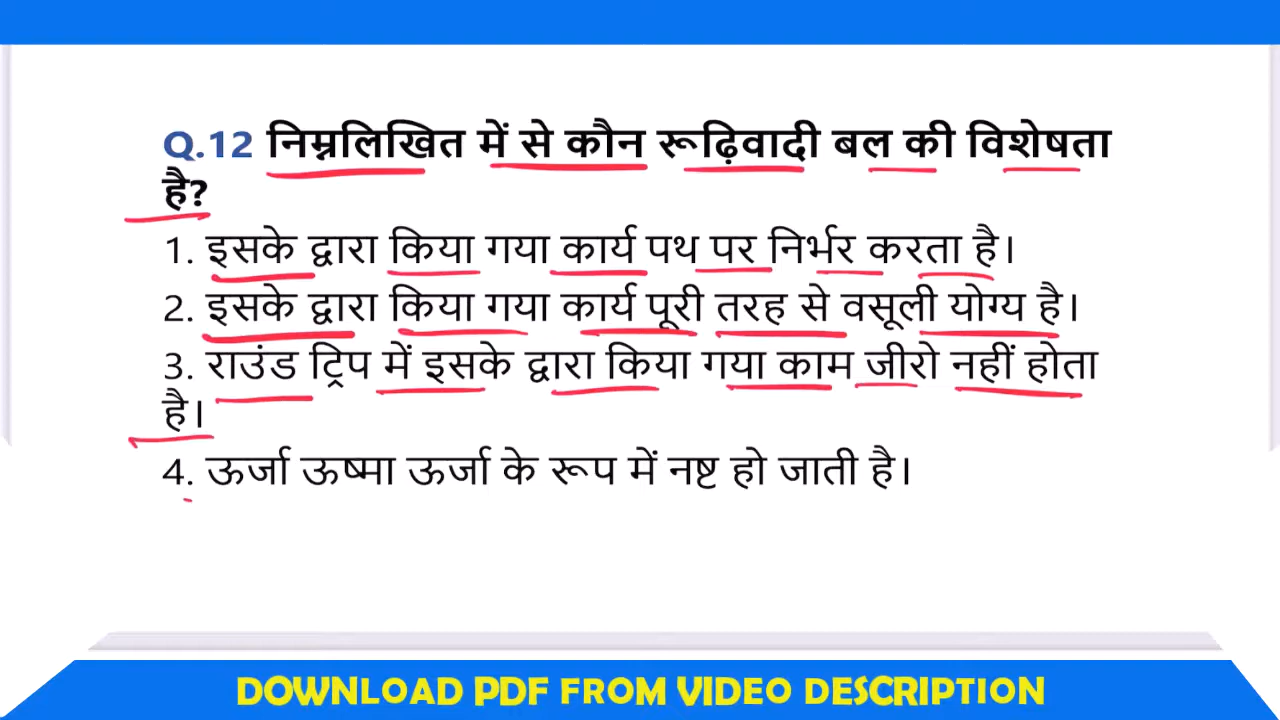 Q.12 निम्नलिखित में से कौन रूढ़िवादी बल की विशेषता
है?
1. इसके द्वारा किया गया कार्य पथ पर निर्भर करता है।
2. इसके द्वारा किया गया कार्य पूरी तरह से वसूली योग्य है।
3. राउंड ट्रिप में इसके द्वारा किया गया काम जीरो नहीं होता
है।
4. ऊर्जा ऊष्मा ऊर्जा के रूप में नष्ट हो जाती है।
DOWNLOAD PDF FROM VIDEO DESCRIPTION